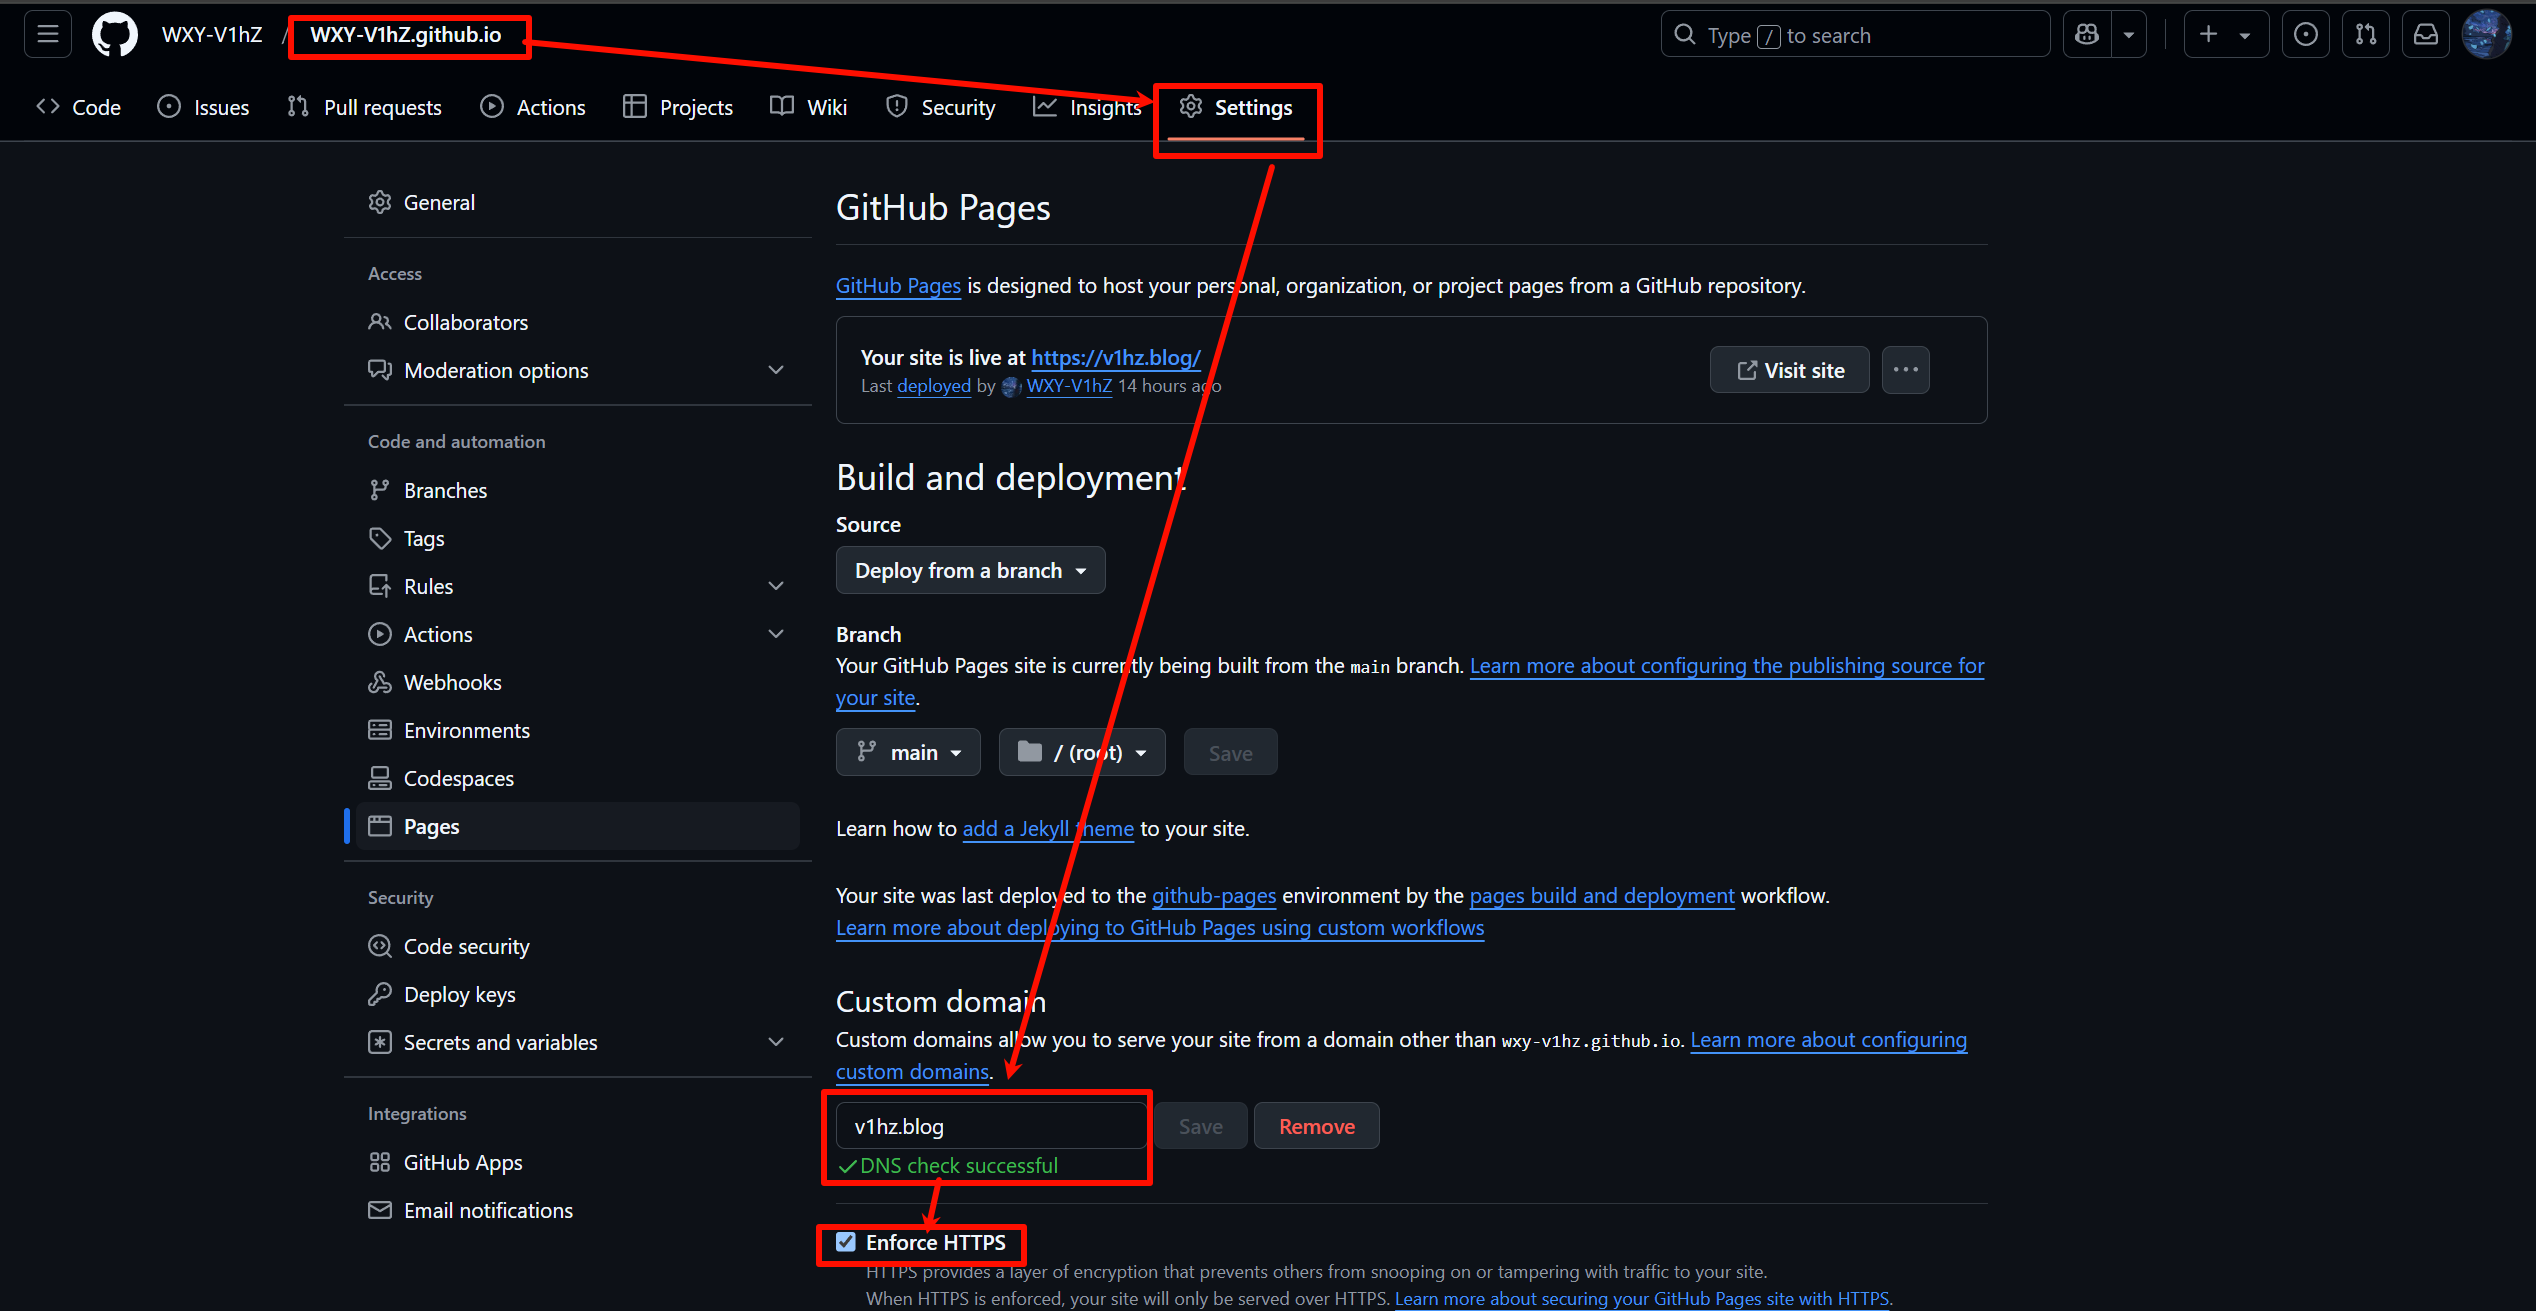 WXY-V1hZ / WXY-V1hZ.github.io
Type / to search
Code Issues Pull requests Actions Projects Wiki Security Insights Settings
General
Access
Collaborators
Moderation options
Code and automation
Branches
Tags
Rules
Actions
Webhooks
Environments
Codespaces
Pages
Security
Code security
Deploy keys
Secrets and variables
Integrations
GitHub Apps
Email notifications
GitHub Pages
GitHub Pages is designed to host your personal, organization, or project pages from a GitHub repository.
Your site is live at https://v1hz.blog/
Last deployed by WXY-V1hZ 14 hours ago
Visit site
Build and deployment
Source
Deploy from a branch
Branch
Your GitHub Pages site is currently being built from the main branch. Learn more about configuring the publishing source for
your site.
main / (root) Save
Learn how to add a Jekyll theme to your site.
Your site was last deployed to the github-pages environment by the pages build and deployment workflow.
Learn more about deploying to GitHub Pages using custom workflows
Custom domain
Custom domains allow you to serve your site from a domain other than wxy-v1hz.github.io. Learn more about configuring
custom domains.
v1hz.blog Save Remove
DNS check successful
Enforce HTTPS
HTTPS provides a layer of encryption that prevents others from snooping on or tampering with traffic to your site.
When HTTPS is enforced, your site will only be served over HTTPS. Learn more about securing your GitHub Pages site with HTTPS.